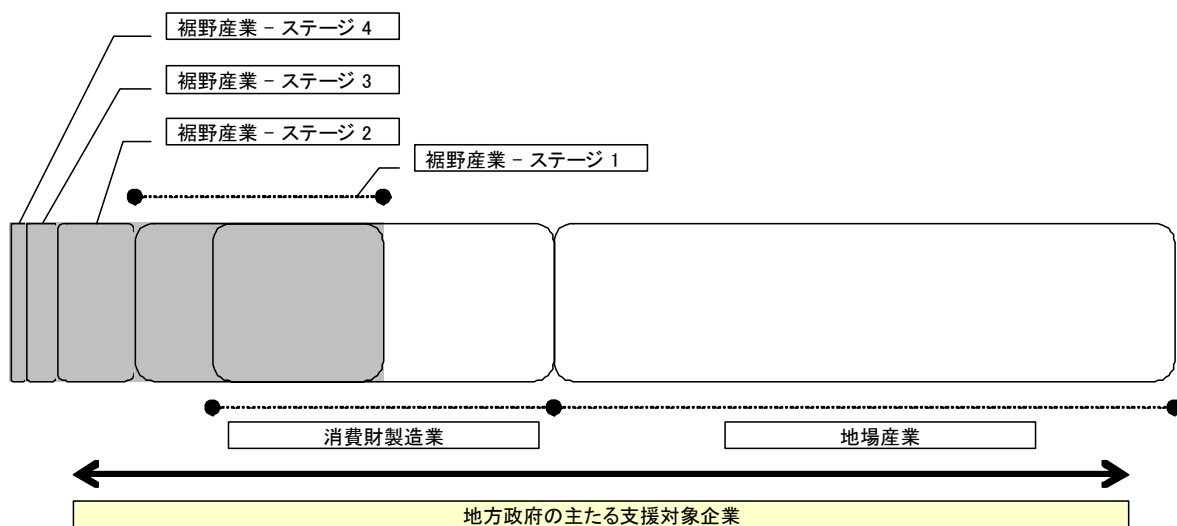 裾野産業 – ステージ 4
裾野産業 – ステージ 3
裾野産業 – ステージ 2
裾野産業 – ステージ 1
消費財製造業
地場産業
地方政府の主たる支援対象企業